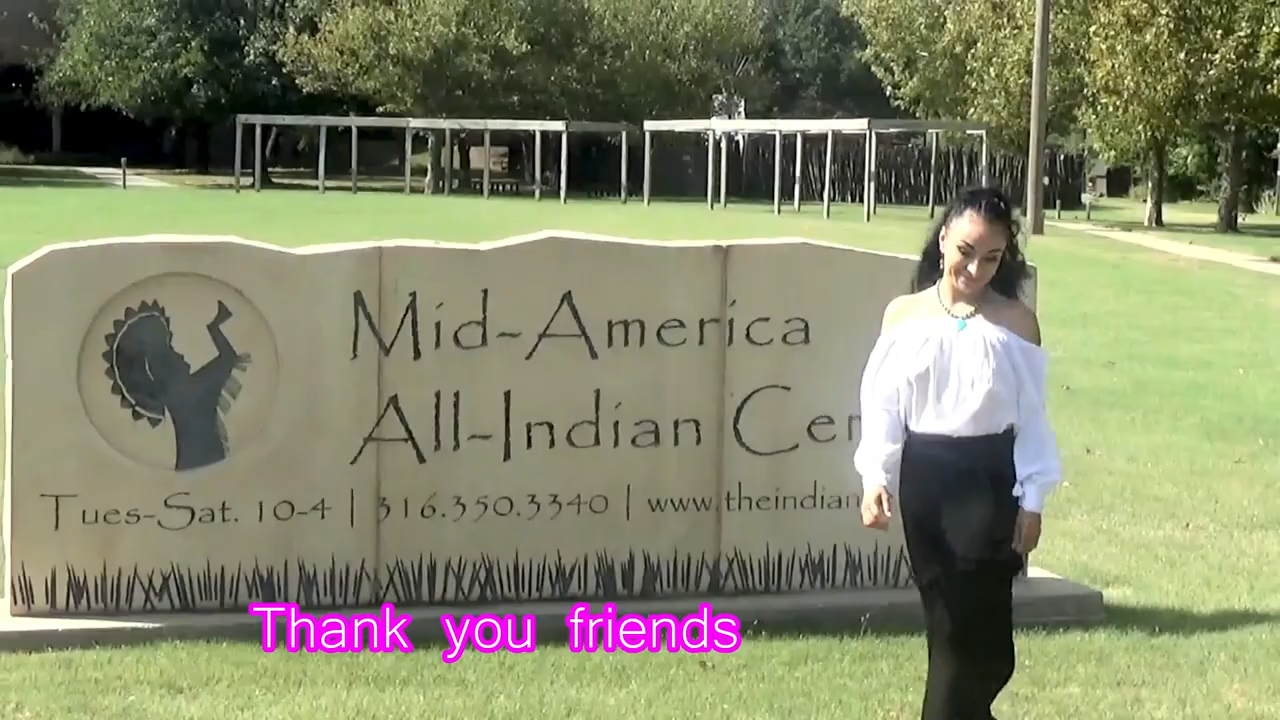 Mid-America
All-Indian Cen
Tues-Sat. 10-4 | 316.350.3340 | www.theindian
Thank you friends